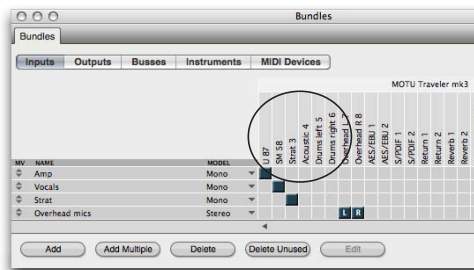 Bundles
Bundles
Inputs Outputs Busses Instruments MIDI Devices
MOTU Traveler mk3
U 87
SM 58
Strat 3
Acoustic 4
Drums left 5
Drums right 6
Overhead L 7
Overhead R 8
AES/EBU 1
AES/EBU 2
S/PDIF 1
S/PDIF 2
Return 1
Return 2
Reverb 1
Reverb 2
MV NAME MODEL
Amp Mono
Vocals Mono
Strat Mono
Overhead mics Stereo L R
Add Add Multiple Delete Delete Unused Edit